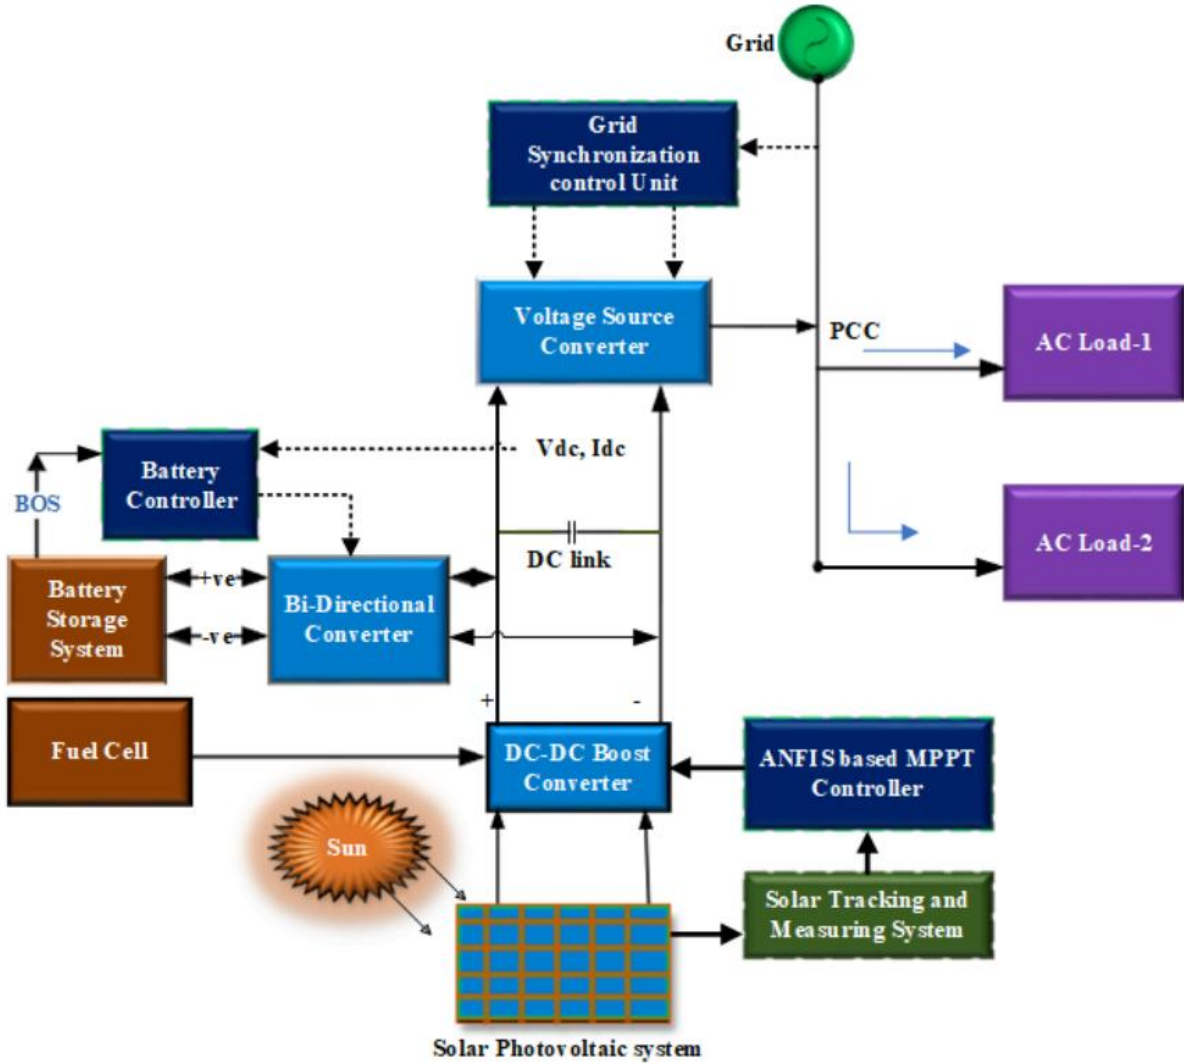 Grid
Grid
Synchronization
control Unit
Voltage Source
Converter
PCC
AC Load-1
Vdc, Idc
Battery
Controller
BOS
DC link
AC Load-2
Battery
Storage
System
+ve
-ve
Bi-Directional
Converter
+
-
Fuel Cell
DC-DC Boost
Converter
ANFIS based MPPT
Controller
Sun
Solar Tracking and
Measuring System
Solar Photovoltaic system